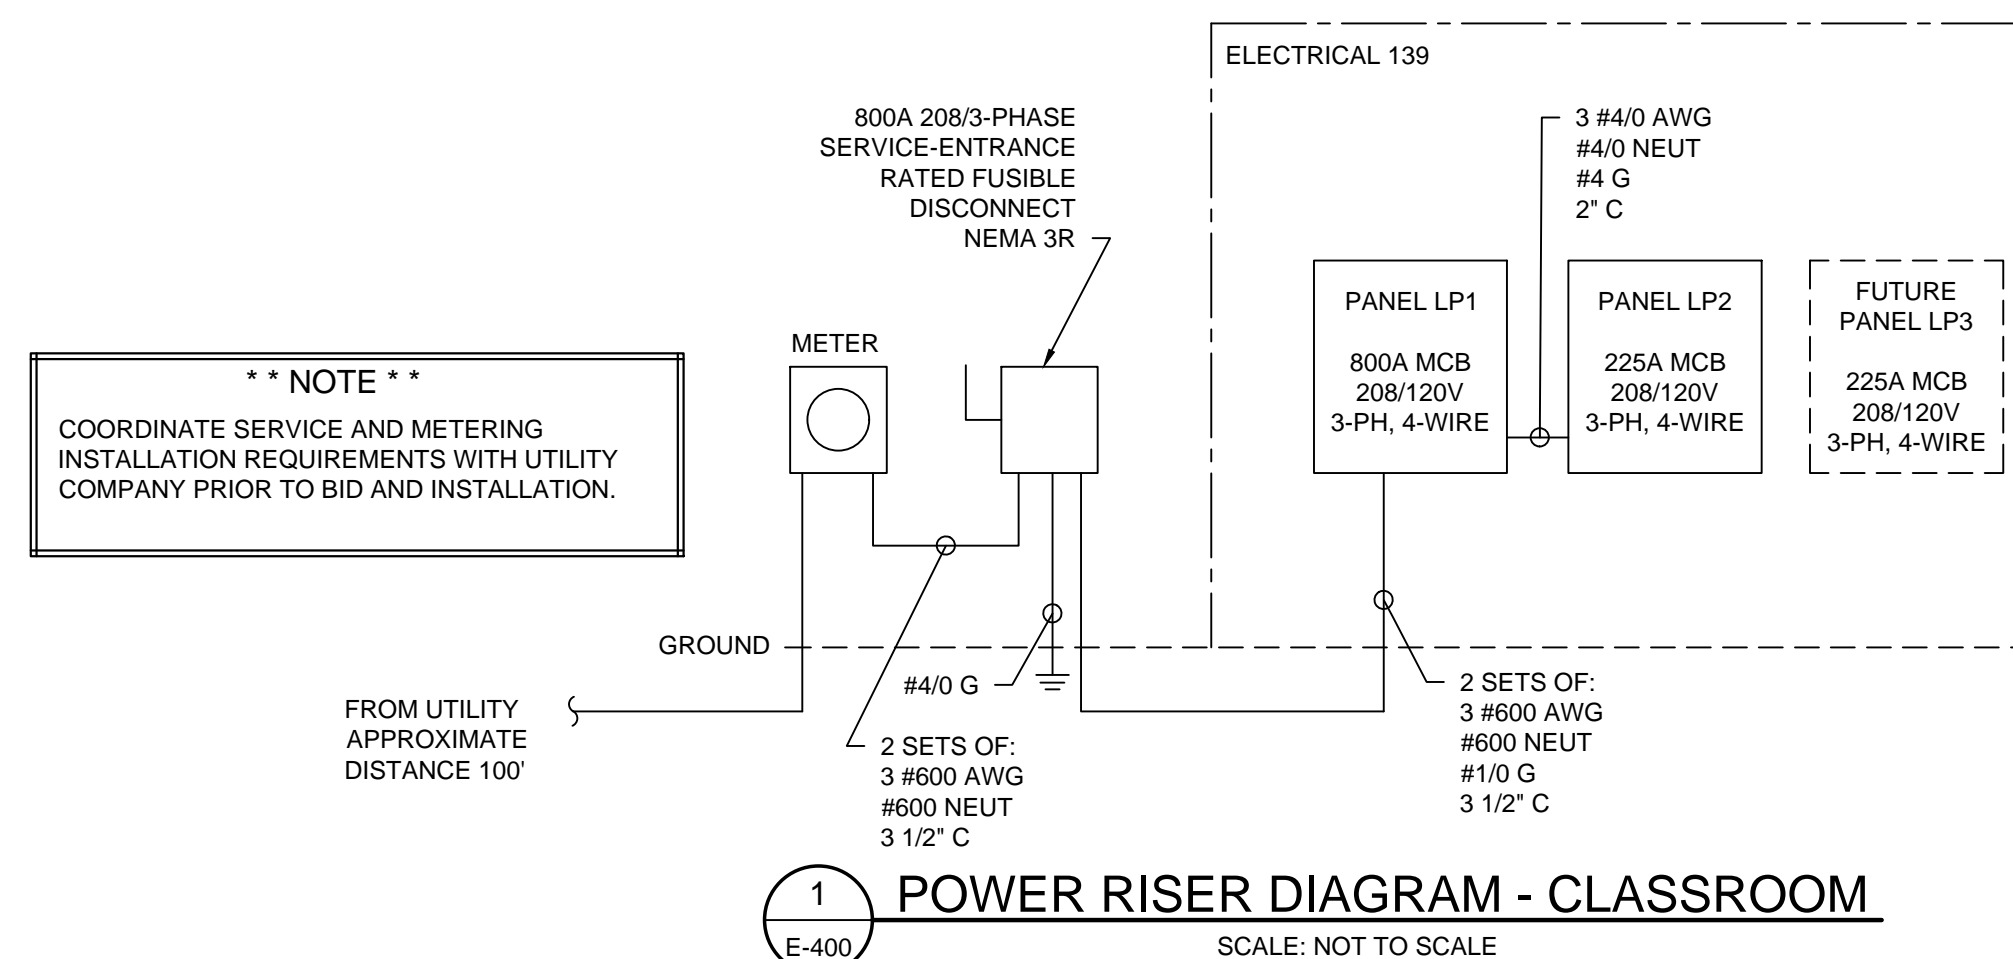 ELECTRICAL 139
800A 208/3-PHASE
SERVICE-ENTRANCE
RATED FUSIBLE
DISCONNECT
NEMA 3R
3 #4/0 AWG
#4/0 NEUT
#4 G
2" C
PANEL LP1
800A MCB
208/120V
3-PH, 4-WIRE
PANEL LP2
225A MCB
208/120V
3-PH, 4-WIRE
FUTURE
PANEL LP3
225A MCB
208/120V
3-PH, 4-WIRE
METER
* * NOTE * *
COORDINATE SERVICE AND METERING
INSTALLATION REQUIREMENTS WITH UTILITY
COMPANY PRIOR TO BID AND INSTALLATION.
GROUND
#4/0 G
FROM UTILITY
APPROXIMATE
DISTANCE 100'
2 SETS OF:
3 #600 AWG
#600 NEUT
3 1/2" C
2 SETS OF:
3 #600 AWG
#600 NEUT
#1/0 G
3 1/2" C
1
E-400
POWER RISER DIAGRAM - CLASSROOM
SCALE: NOT TO SCALE